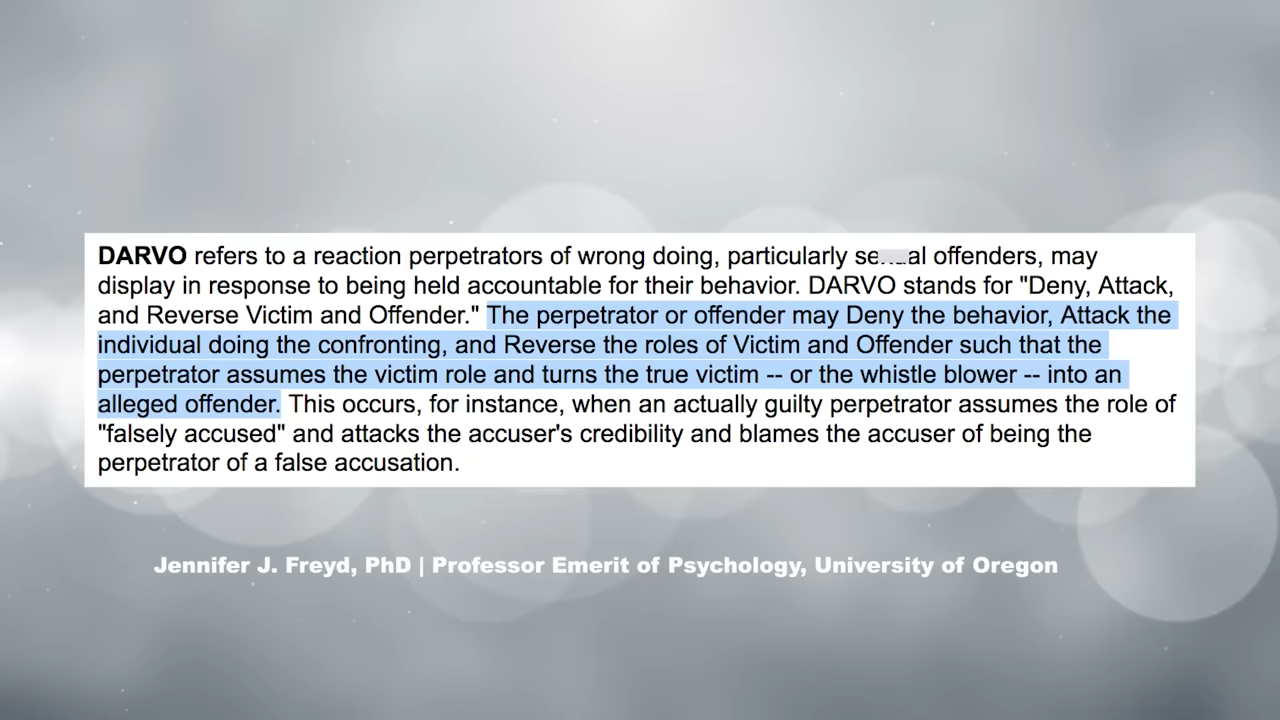 DARVO refers to a reaction perpetrators of wrong doing, particularly offenders, may
display in response to being held accountable for their behavior. DARVO stands for "Deny, Attack,
and Reverse Victim and Offender." The perpetrator or offender may Deny the behavior, Attack the
individual doing the confronting, and Reverse the roles of Victim and Offender such that the
perpetrator assumes the victim role and turns the true victim -- or the whistle blower -- into an
alleged offender. This occurs, for instance, when an actually guilty perpetrator assumes the role of
"falsely accused" and attacks the accuser's credibility and blames the accuser of being the
perpetrator of a false accusation.
Jennifer J. Freyd, PhD | Professor Emerit of Psychology, University of Oregon